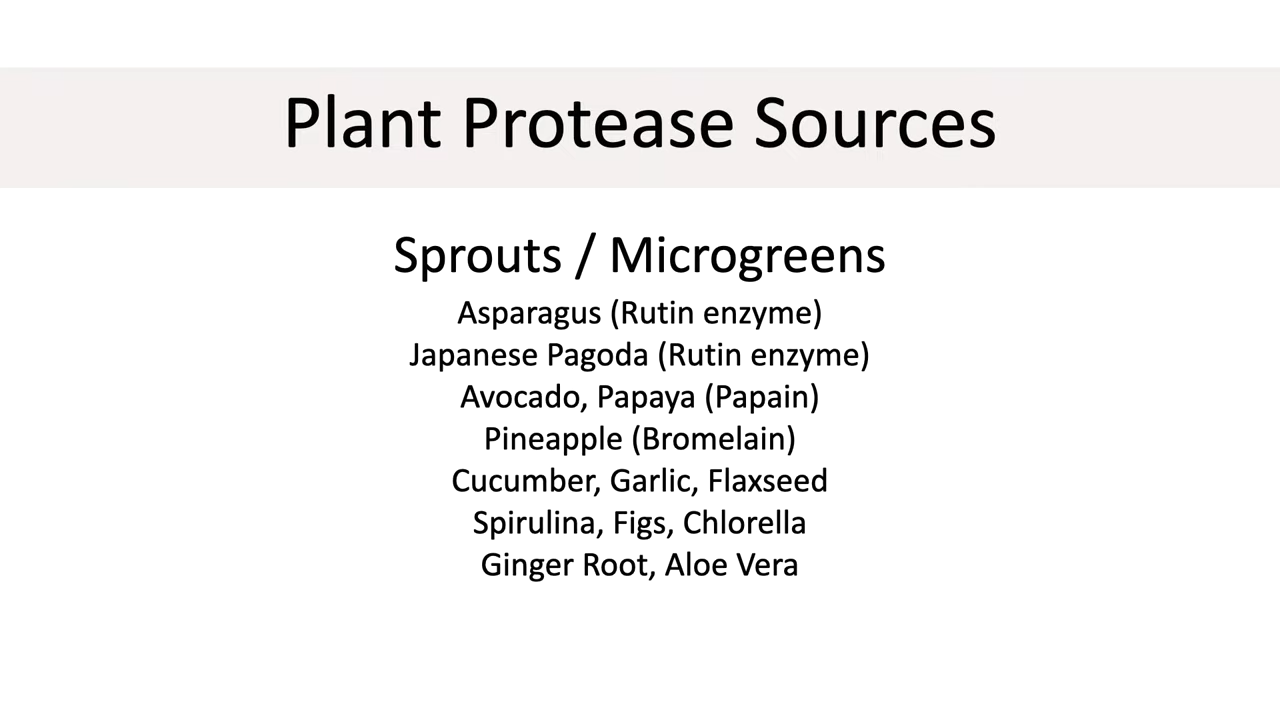 Plant Protease Sources
Sprouts / Microgreens
Asparagus (Rutin enzyme)
Japanese Pagoda (Rutin enzyme)
Avocado, Papaya (Papain)
Pineapple (Bromelain)
Cucumber, Garlic, Flaxseed
Spirulina, Figs, Chlorella
Ginger Root, Aloe Vera